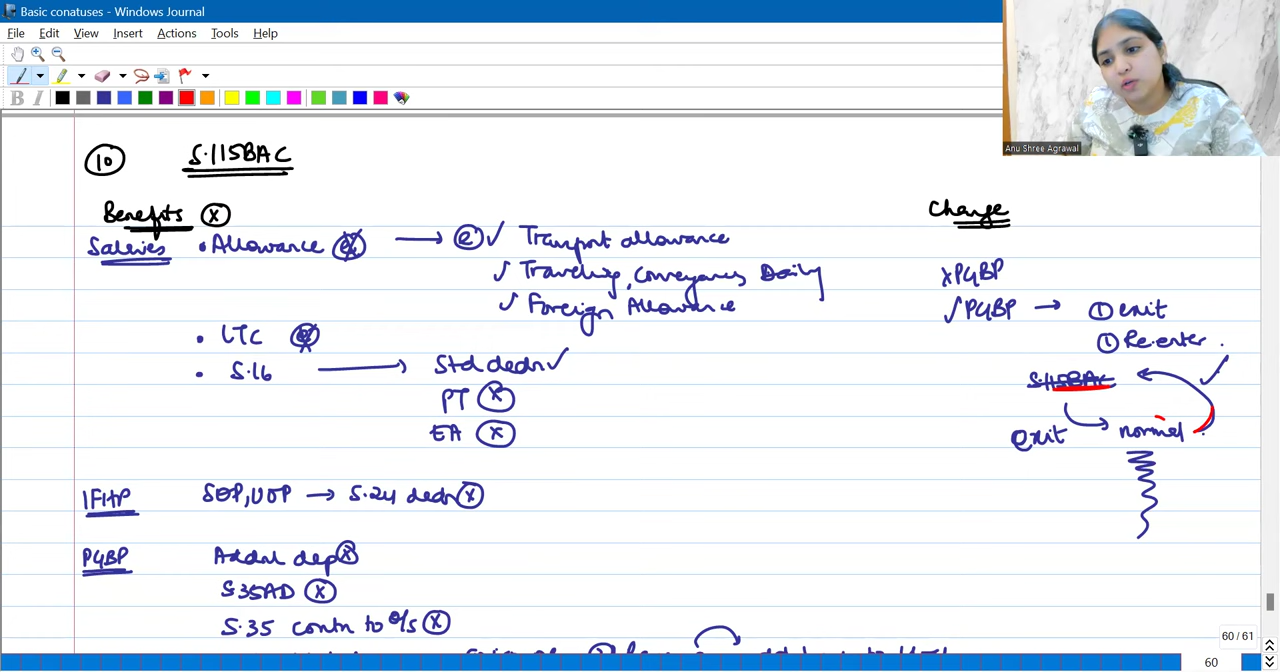 Basic conatuses - Windows Journal
File Edit View Insert Actions Tools Help
B I
Anu Shree Agrawal
10 S.115BAC
Benefits x
Salaries • Allowance e → e ✓ Transport allowance
✓ Traveling, Conveyance, Daily
✓ Foreign Allowance
• LTC e
• S.16 → Std dedn ✓
PT x
EA x
IFHP SOP, UOP → S.24 dedn x
PGBP Addnl dep x
S.35AD x
S.35 contn to o/s x
Change
x PGBP
✓ PGBP → 1 exit
1 Re-enter.
S.115BAC ✓
exit normal
60 / 61
60